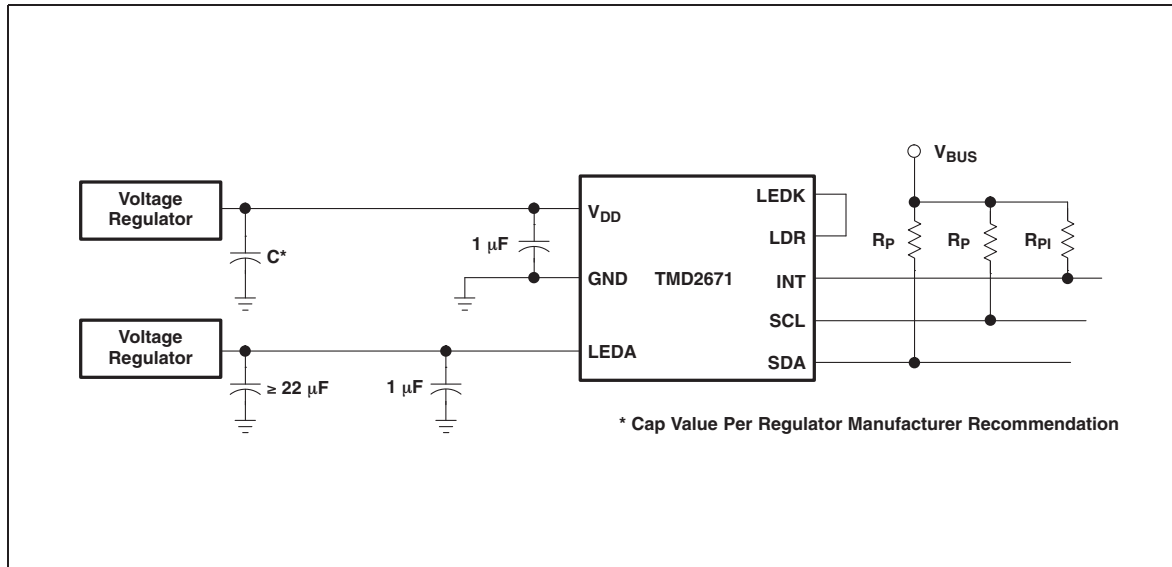 V_BUS
Voltage
Regulator
V_DD
LEDK
LDR
R_P
R_P
R_PI
1 μF
C*
GND
TMD2671
INT
SCL
Voltage
Regulator
LEDA
SDA
≥ 22 μF
1 μF
* Cap Value Per Regulator Manufacturer Recommendation